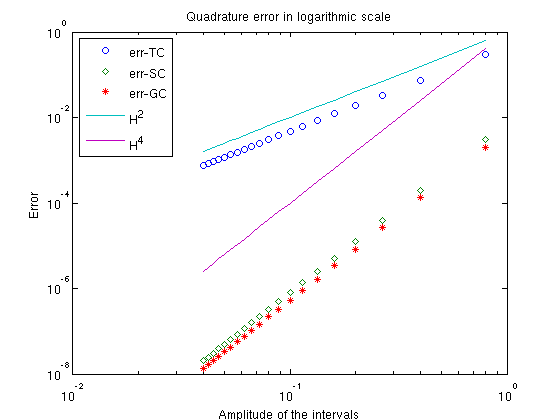 Quadrature error in logarithmic scale
10^0
10^-2
10^-4
10^-6
10^-8
Error
err-TC
err-SC
err-GC
H^2
H^4
10^-2
10^-1
10^0
Amplitude of the intervals